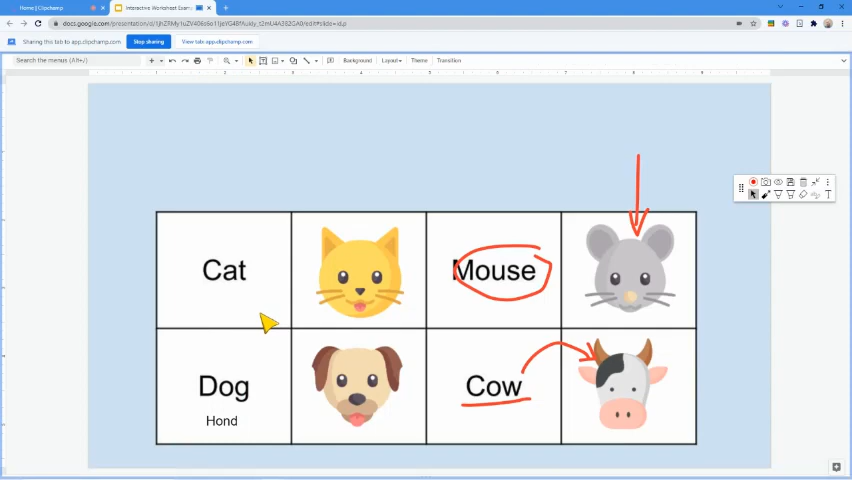 Home | Clipchamp
Interactive Worksheet Exam
Sharing this tab to app.clipchamp.com
Stop sharing
View tab: app.clipchamp.com
Search the menus (Alt+/)
Background
Layout
Theme
Transition
Cat
Mouse
Dog
Cow
Hond